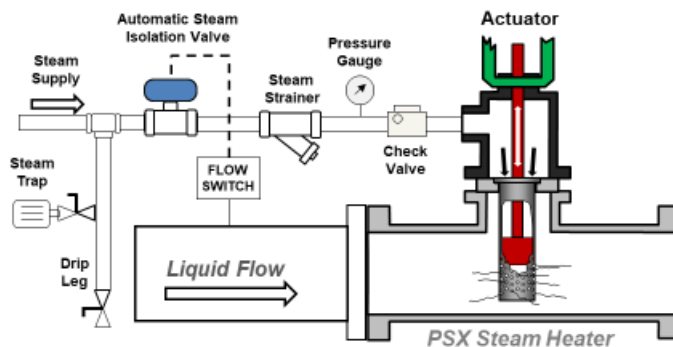 Actuator
Automatic Steam
Isolation Valve
Steam
Supply
Pressure
Gauge
Steam
Strainer
Steam
Trap
FLOW
SWITCH
Check
Valve
Drip
Leg
Liquid Flow
PSX Steam Heater